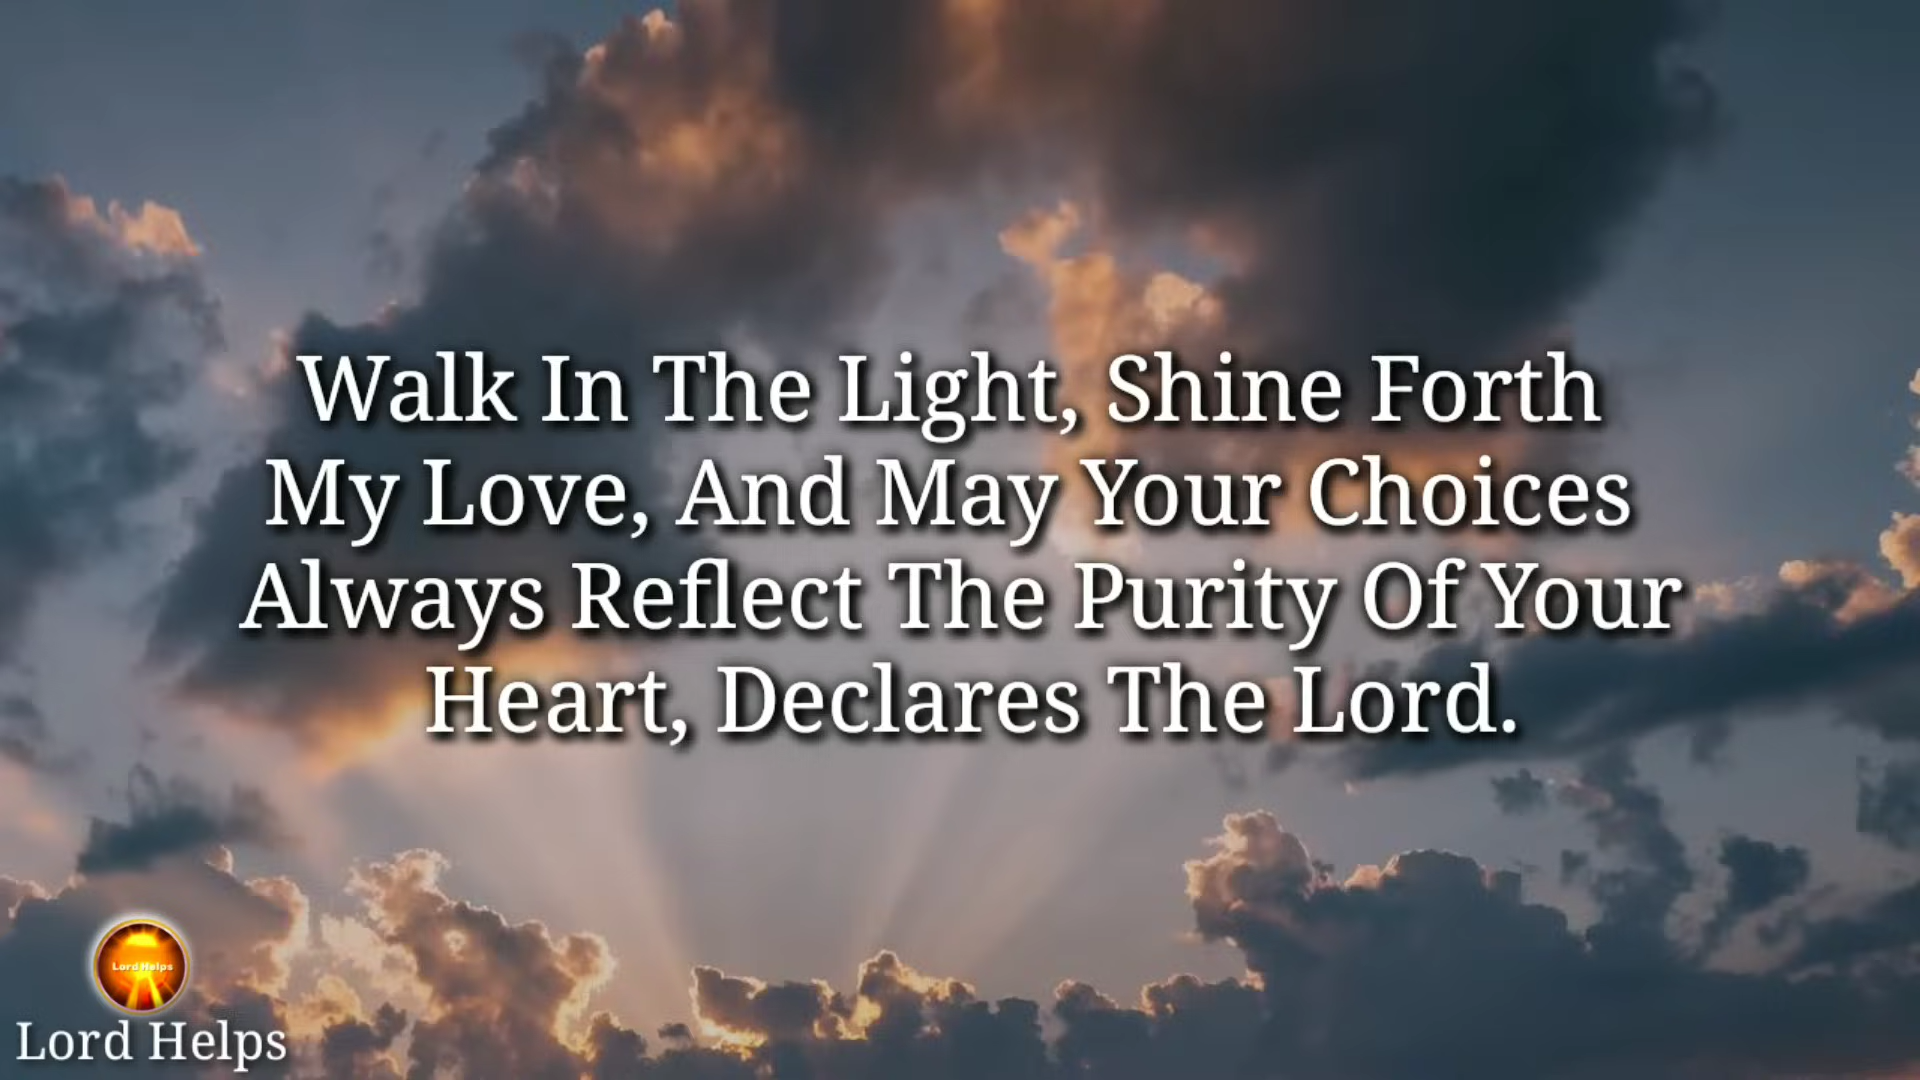 Walk In The Light, Shine Forth
My Love, And May Your Choices
Always Reflect The Purity Of Your
Heart, Declares The Lord.
Lord Helps
Lord Helps